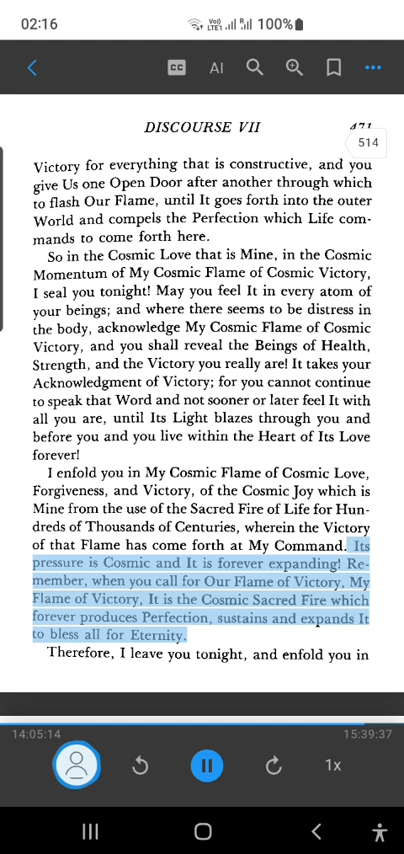 02:16
Vo))
LTE1
R
100%
CC AI
DISCOURSE VII 471
514
Victory for everything that is constructive, and you
give Us one Open Door after another through which
to flash Our Flame, until It goes forth into the outer
World and compels the Perfection which Life com-
mands to come forth here.
So in the Cosmic Love that is Mine, in the Cosmic
Momentum of My Cosmic Flame of Cosmic Victory,
I seal you tonight! May you feel It in every atom of
your beings; and where there seems to be distress in
the body, acknowledge My Cosmic Flame of Cosmic
Victory, and you shall reveal the Beings of Health,
Strength, and the Victory you really are! It takes your
Acknowledgment of Victory; for you cannot continue
to speak that Word and not sooner or later feel It with
all you are, until Its Light blazes through you and
before you and you live within the Heart of Its Love
forever!
I enfold you in My Cosmic Flame of Cosmic Love,
Forgiveness, and Victory, of the Cosmic Joy which is
Mine from the use of the Sacred Fire of Life for Hun-
dreds of Thousands of Centuries, wherein the Victory
of that Flame has come forth at My Command. Its
pressure is Cosmic and It is forever expanding! Re-
member, when you call for Our Flame of Victory, My
Flame of Victory, It is the Cosmic Sacred Fire which
forever produces Perfection, sustains and expands It
to bless all for Eternity.
Therefore, I leave you tonight, and enfold you in
14:05:14 15:39:37
1x